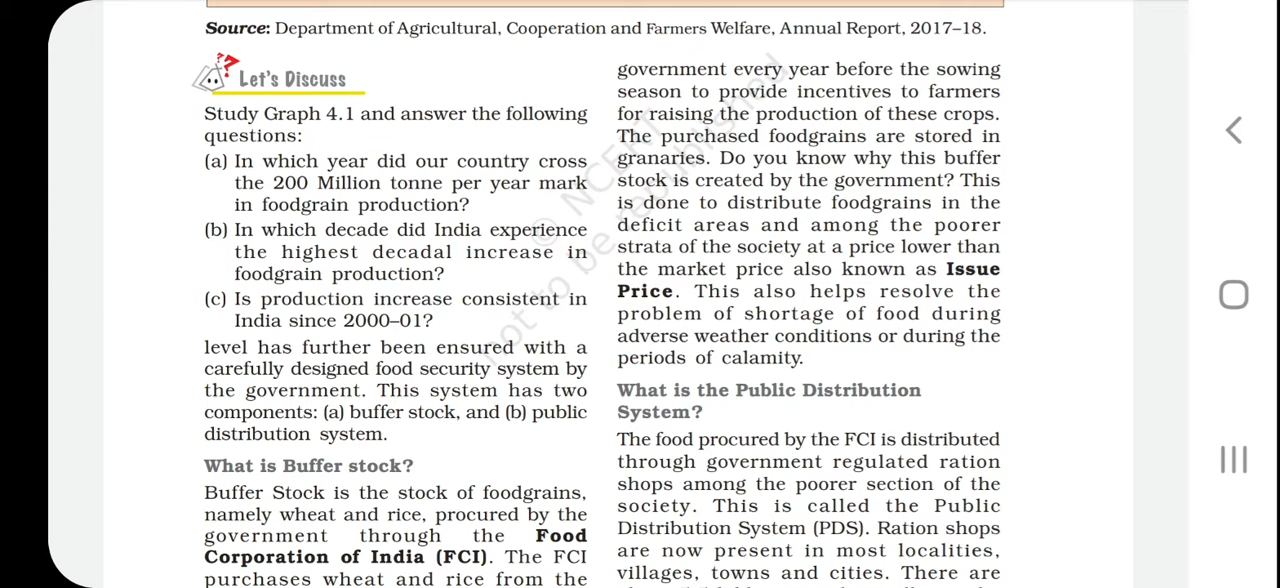 Source: Department of Agricultural, Cooperation and Farmers Welfare, Annual Report, 2017–18.
??
Let's Discuss
Study Graph 4.1 and answer the following
questions:
(a) In which year did our country cross
the 200 Million tonne per year mark
in foodgrain production?
(b) In which decade did India experience
the highest decadal increase in
foodgrain production?
(c) Is production increase consistent in
India since 2000–01?
level has further been ensured with a
carefully designed food security system by
the government. This system has two
components: (a) buffer stock, and (b) public
distribution system.
What is Buffer stock?
Buffer Stock is the stock of foodgrains,
namely wheat and rice, procured by the
government through the Food
Corporation of India (FCI). The FCI
purchases wheat and rice from the
government every year before the sowing
season to provide incentives to farmers
for raising the production of these crops.
The purchased foodgrains are stored in
granaries. Do you know why this buffer
stock is created by the government? This
is done to distribute foodgrains in the
deficit areas and among the poorer
strata of the society at a price lower than
the market price also known as Issue
Price. This also helps resolve the
problem of shortage of food during
adverse weather conditions or during the
periods of calamity.
What is the Public Distribution
System?
The food procured by the FCI is distributed
through government regulated ration
shops among the poorer section of the
society. This is called the Public
Distribution System (PDS). Ration shops
are now present in most localities,
villages, towns and cities. There are
© NCERT
not to be republished